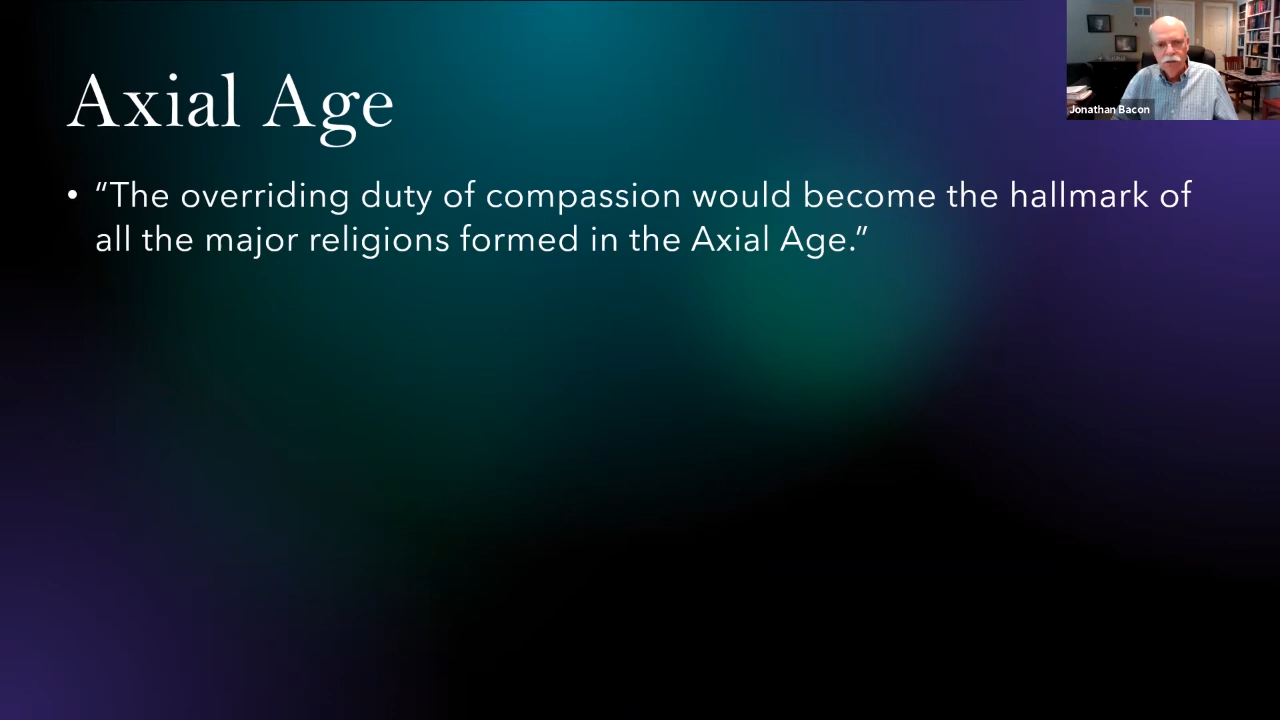 Axial Age
Jonathan Bacon
• “The overriding duty of compassion would become the hallmark of
all the major religions formed in the Axial Age.”